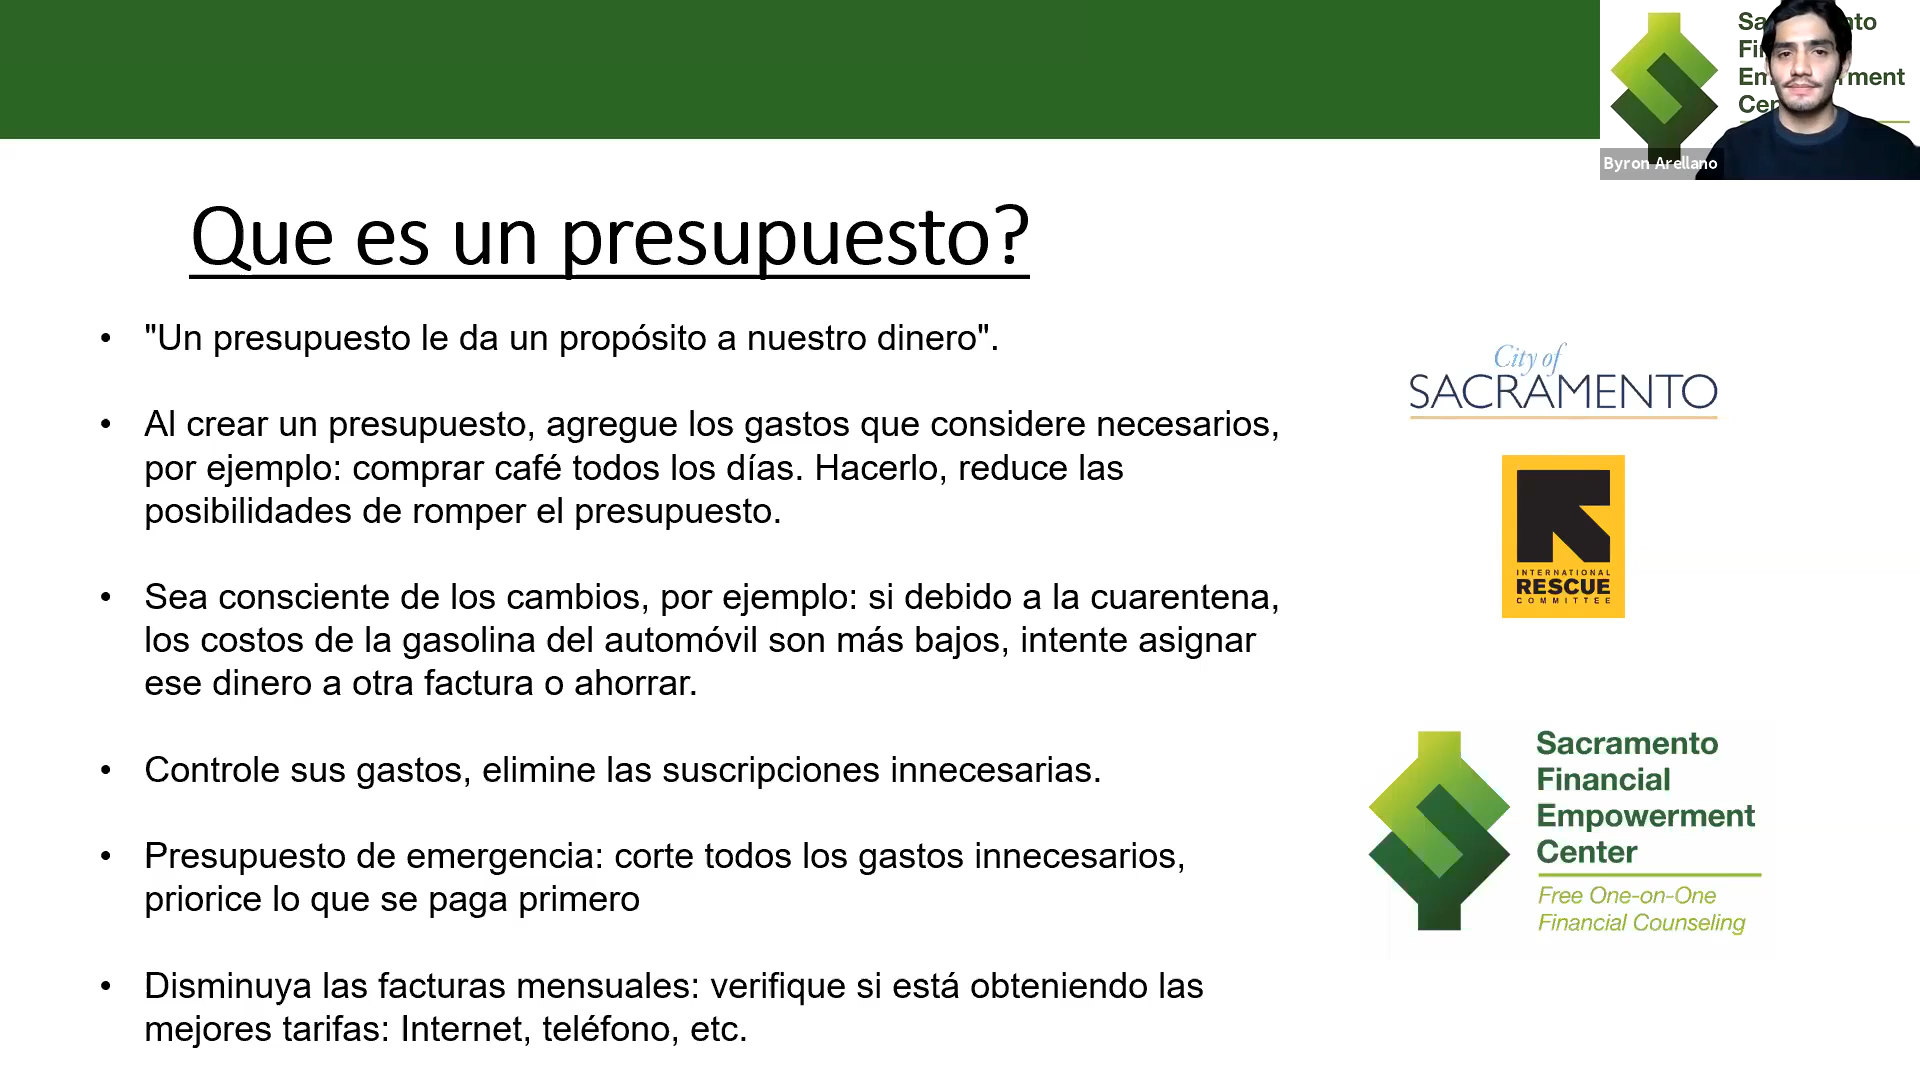 Que es un presupuesto?
• "Un presupuesto le da un propósito a nuestro dinero".
• Al crear un presupuesto, agregue los gastos que considere necesarios,
por ejemplo: comprar café todos los días. Hacerlo, reduce las
posibilidades de romper el presupuesto.
• Sea consciente de los cambios, por ejemplo: si debido a la cuarentena,
los costos de la gasolina del automóvil son más bajos, intente asignar
ese dinero a otra factura o ahorrar.
• Controle sus gastos, elimine las suscripciones innecesarias.
• Presupuesto de emergencia: corte todos los gastos innecesarios,
priorice lo que se paga primero
• Disminuya las facturas mensuales: verifique si está obteniendo las
mejores tarifas: Internet, teléfono, etc.
Byron Arellano
City of
SACRAMENTO
INTERNATIONAL
RESCUE
COMMITTEE
Sacramento
Financial
Empowerment
Center
Free One-on-One
Financial Counseling